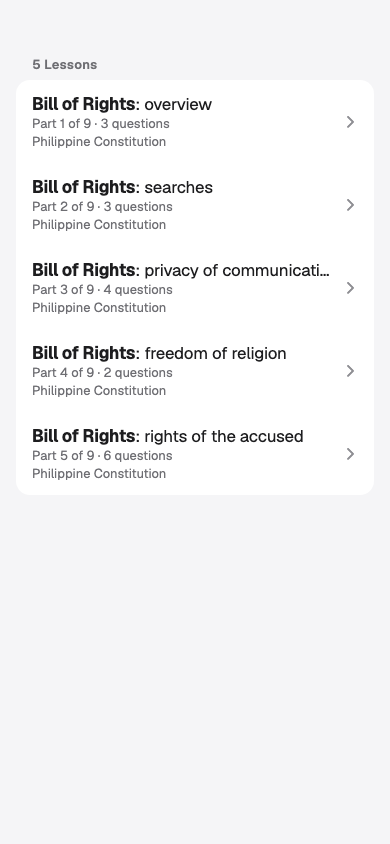 5 Lessons
Bill of Rights: overview
Part 1 of 9 · 3 questions
Philippine Constitution
Bill of Rights: searches
Part 2 of 9 · 3 questions
Philippine Constitution
Bill of Rights: privacy of communicati...
Part 3 of 9 · 4 questions
Philippine Constitution
Bill of Rights: freedom of religion
Part 4 of 9 · 2 questions
Philippine Constitution
Bill of Rights: rights of the accused
Part 5 of 9 · 6 questions
Philippine Constitution